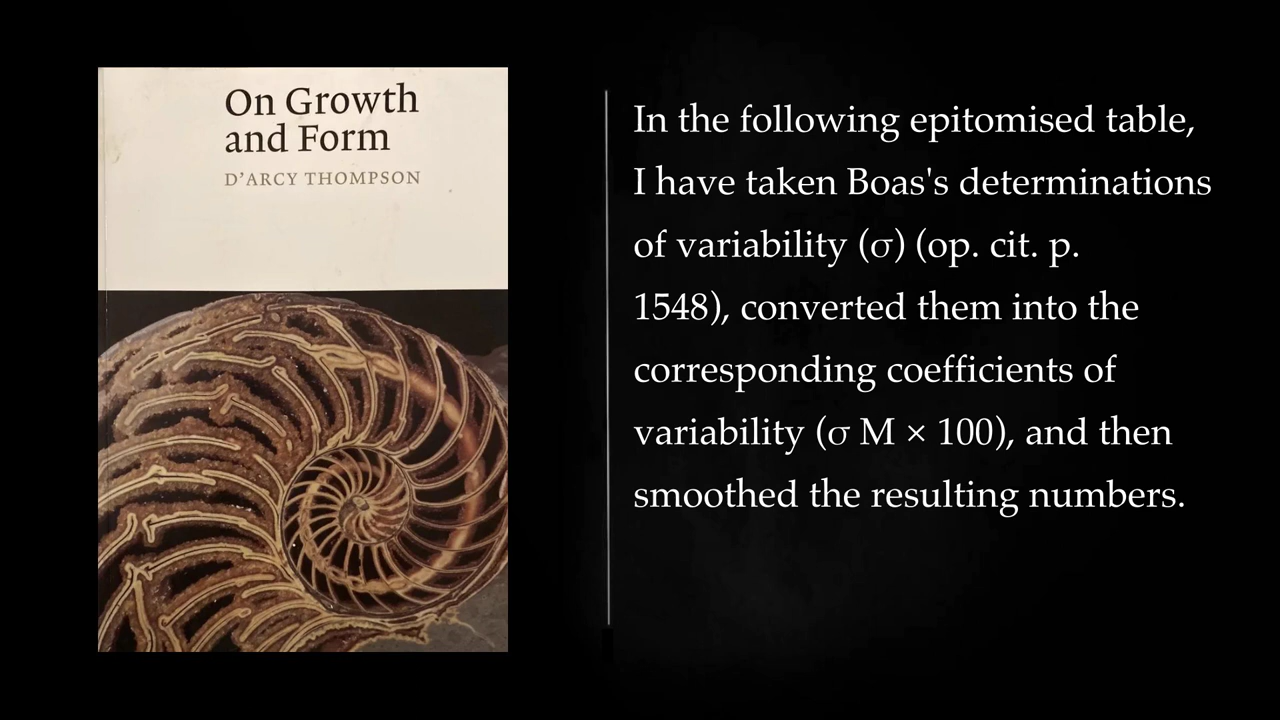 On Growth
and Form
D'ARCY THOMPSON
In the following epitomised table,
I have taken Boas's determinations
of variability (σ) (op. cit. p.
1548), converted them into the
corresponding coefficients of
variability (σ M × 100), and then
smoothed the resulting numbers.